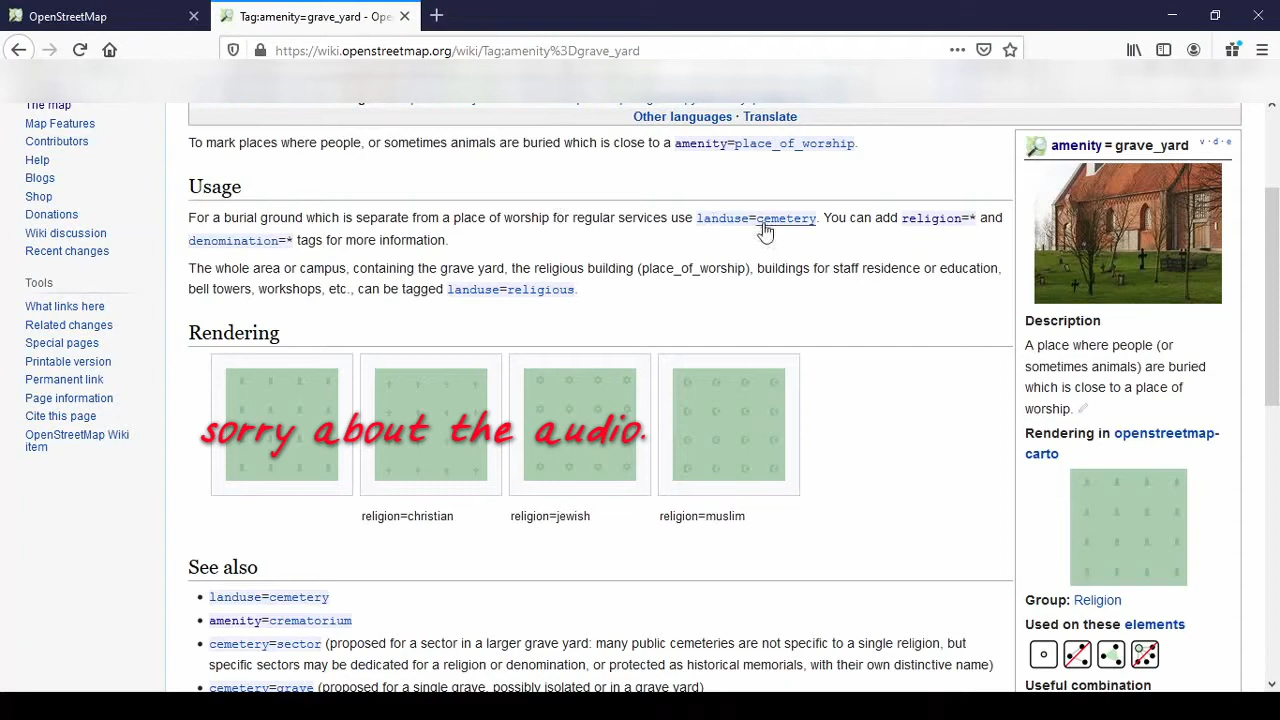 OpenStreetMap
Tag:amenity=grave_yard - Ope
https://wiki.openstreetmap.org/wiki/Tag:amenity%3Dgrave_yard
The map
Map Features
Contributors
Help
Blogs
Shop
Donations
Wiki discussion
Recent changes
Tools
What links here
Related changes
Special pages
Printable version
Permanent link
Page information
Cite this page
OpenStreetMap Wiki
item
Other languages · Translate
To mark places where people, or sometimes animals are buried which is close to a amenity=place_of_worship.
Usage
For a burial ground which is separate from a place of worship for regular services use landuse=cemetery. You can add religion=* and
denomination=* tags for more information.
The whole area or campus, containing the grave yard, the religious building (place_of_worship), buildings for staff residence or education,
bell towers, workshops, etc., can be tagged landuse=religious.
Rendering
sorry about the audio.
religion=christian
religion=jewish
religion=muslim
See also
• landuse=cemetery
• amenity=crematorium
• cemetery=sector (proposed for a sector in a larger grave yard: many public cemeteries are not specific to a single religion, but
specific sectors may be dedicated for a religion or denomination, or protected as historical memorials, with their own distinctive name)
• cemetery=grave (proposed for a single grave, possibly isolated or in a grave yard)
amenity = grave_yard
v · d · e
Description
A place where people (or
sometimes animals) are buried
which is close to a place of
worship.
Rendering in openstreetmap-
carto
Group: Religion
Used on these elements
Useful combination